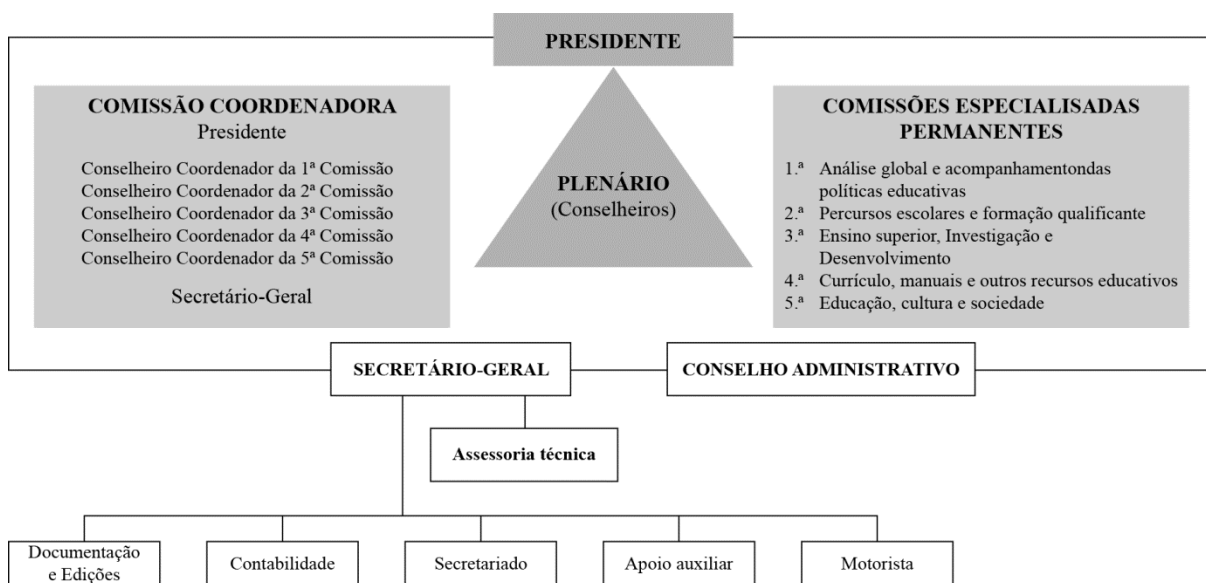 PRESIDENTE
COMISSÃO COORDENADORA
Presidente
Conselheiro Coordenador da 1ª Comissão
Conselheiro Coordenador da 2ª Comissão
Conselheiro Coordenador da 3ª Comissão
Conselheiro Coordenador da 4ª Comissão
Conselheiro Coordenador da 5ª Comissão
Secretário-Geral
PLENÁRIO
(Conselheiros)
COMISSÕES ESPECIALISADAS
PERMANENTES
1.ª Análise global e acompanhamentondas
políticas educativas
2.ª Percursos escolares e formação qualificante
3.ª Ensino superior, Investigação e
Desenvolvimento
4.ª Currículo, manuais e outros recursos educativos
5.ª Educação, cultura e sociedade
SECRETÁRIO-GERAL
CONSELHO ADMINISTRATIVO
Assessoria técnica
Documentação
e Edições
Contabilidade
Secretariado
Apoio auxiliar
Motorista